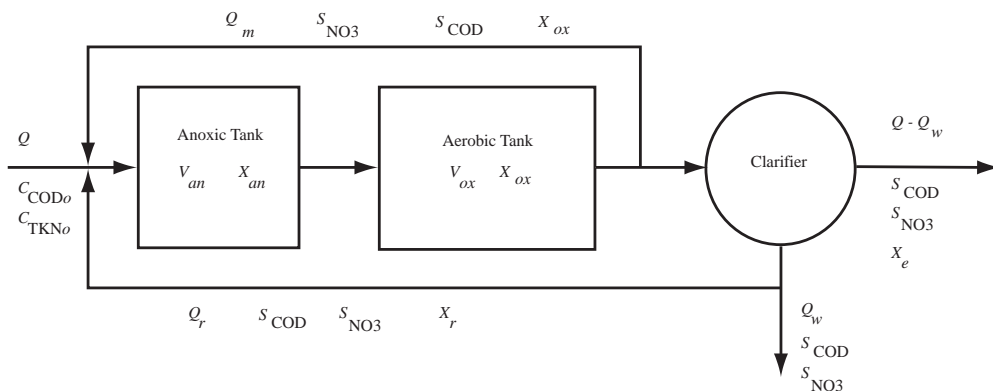 Q_m S_NO3 S_COD X_ox
Anoxic Tank
V_an X_an
Aerobic Tank
V_ox X_ox
Clarifier
Q
C_CODo
C_TKNo
Q - Q_w
S_COD
S_NO3
X_e
Q_r S_COD S_NO3 X_r
Q_w
S_COD
S_NO3